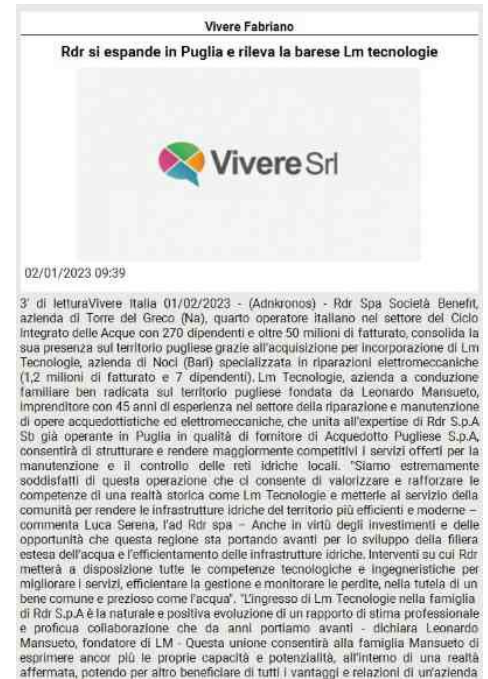 Vivere Fabriano
Rdr si espande in Puglia e rileva la barese Lm tecnologie
Vivere Srl
02/01/2023 09:39
3' di letturaVivere Italia 01/02/2023 - (Adnkronos) - Rdr Spa Società Benefit,
azienda di Torre del Greco (Na), quarto operatore italiano nel settore del Ciclo
Integrato delle Acque con 270 dipendenti e oltre 50 milioni di fatturato, consolida la
sua presenza sul territorio pugliese grazie all'acquisizione per incorporazione di Lm
Tecnologie, azienda di Noci (Bari) specializzata in riparazioni elettromeccaniche
(1,2 milioni di fatturato e 7 dipendenti). Lm Tecnologie, azienda a conduzione
familiare ben radicata sul territorio pugliese fondata da Leonardo Mansueto,
imprenditore con 45 anni di esperienza nel settore della riparazione e manutenzione
di opere acquedottistiche ed elettromeccaniche, che unita all'expertise di Rdr S.p.A
Sb già operante in Puglia in qualità di fornitore di Acquedotto Pugliese S.p.A,
consentirà di strutturare e rendere maggiormente competitivi i servizi offerti per la
manutenzione e il controllo delle reti idriche locali. "Siamo estremamente
soddisfatti di questa operazione che ci consente di valorizzare e rafforzare le
competenze di una realtà storica come Lm Tecnologie e metterle al servizio della
comunità per rendere le infrastrutture idriche del territorio più efficienti e moderne –
commenta Luca Serena, l'ad Rdr spa – Anche in virtù degli investimenti e delle
opportunità che questa regione sta portando avanti per lo sviluppo della filiera
estesa dell'acqua e l'efficientamento delle infrastrutture idriche. Interventi su cui Rdr
metterà a disposizione tutte le competenze tecnologiche e ingegneristiche per
migliorare i servizi, efficientare la gestione e monitorare le perdite, nella tutela di un
bene comune e prezioso come l'acqua". "L'ingresso di Lm Tecnologie nella famiglia
di Rdr S.p.A è la naturale e positiva evoluzione di un rapporto di stima professionale
e proficua collaborazione che da anni portiamo avanti - dichiara Leonardo
Mansueto, fondatore di LM - Questa unione consentirà alla famiglia Mansueto di
esprimere ancor più le proprie capacità e potenzialità, all'interno di una realtà
affermata, potendo per altro beneficiare di tutti i vantaggi e relazioni di un'azienda